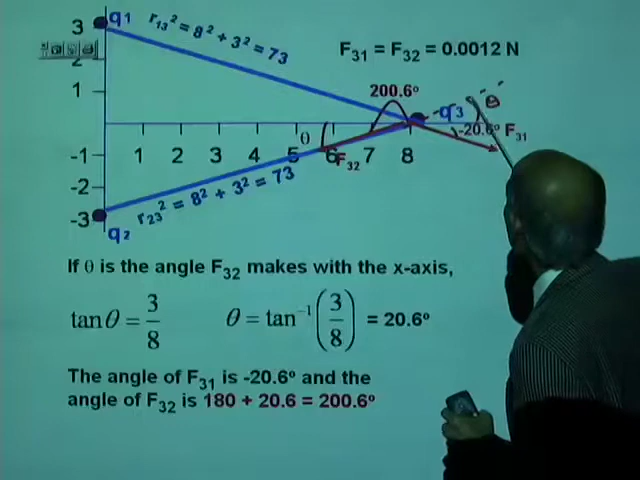 3 q1 r13² = 8² + 3² = 73
F31 = F32 = 0.0012 N
2
1 200.6° -q3 -θ
θ -20.6° F31
-1 1 2 3 4 5 6 7 8
F32
-2
-3 r23² = 8² + 3² = 73
q2
If θ is the angle F32 makes with the x-axis,
tanθ = 3/8 θ = tan⁻¹(3/8) = 20.6°
The angle of F31 is -20.6° and the
angle of F32 is 180 + 20.6 = 200.6°